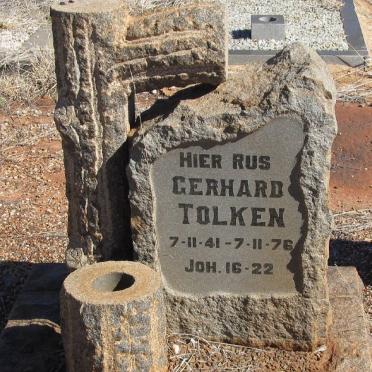 HIER RUS
GERHARD
TOLKEN
7-11-41-7-11-76
JOH. 16-22